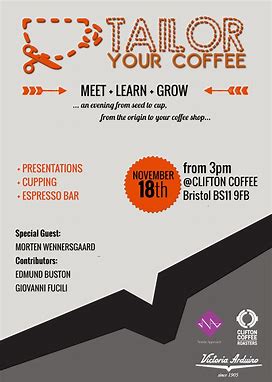 TAILOR
YOUR COFFEE
MEET + LEARN + GROW
... an evening from seed to cup,
from the origin to your coffee shop...
• PRESENTATIONS
• CUPPING
• ESPRESSO BAR
NOVEMBER
18th
from 3pm
@CLIFTON COFFEE
Bristol BS11 9FB
Special Guest:
MORTEN WENNERSGAARD
Contributors:
EDMUND BUSTON
GIOVANNI FUCILI
CLIFTON
COFFEE
ROASTERS
Victoria Arduino
since 1905